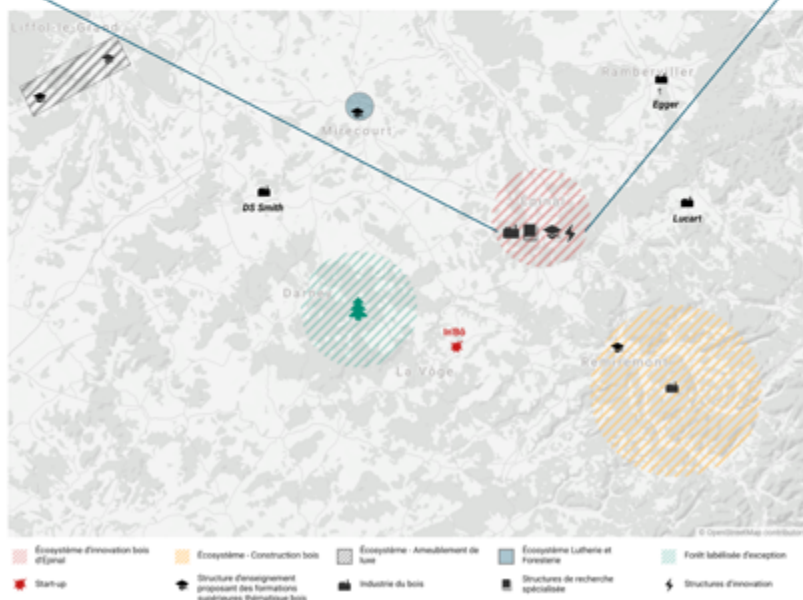 Liffol-le-Grand
Rambervillers
Egger
Mirecourt
DS Smith
Épinal
Lucart
Darney
In'Bô
Remiremont
La Vôge
© OpenStreetMap contributors
Écosystème d'innovation bois
d'Épinal
Écosystème - Construction bois
Écosystème - Ameublement de
luxe
Écosystème Lutherie et
Foresterie
Forêt labélisée d'exception
Start-up
Structure d'enseignement
proposant des formations
supérieures thématique bois
Industrie du bois
Structures de recherche
spécialisée
Structures d'innovation